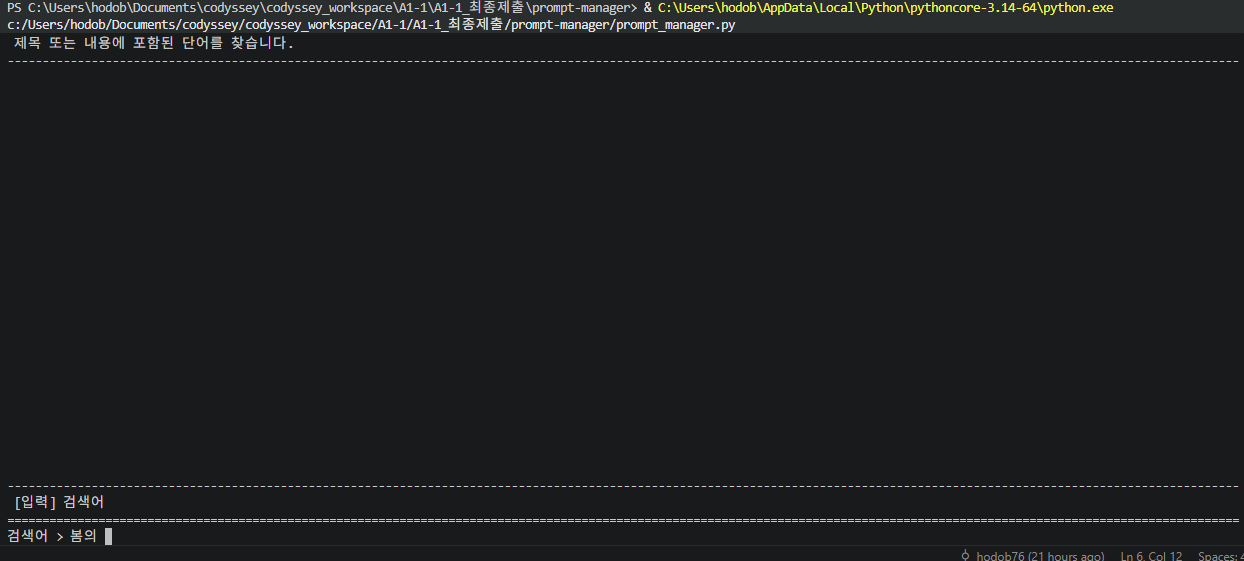 PS C:\Users\hodob\Documents\codyssey\codyssey_workspace\A1-1\A1-1_최종제출\prompt-manager> & C:\Users\hodob\AppData\Local\Python\pythoncore-3.14-64\python.exe
c:/Users/hodob/Documents/codyssey/codyssey_workspace/A1-1/A1-1_최종제출/prompt-manager/prompt_manager.py
제목 또는 내용에 포함된 단어를 찾습니다.
[입력] 검색어
검색어 > 봄의
hodob76 (21 hours ago) Ln 6, Col 12 Spaces: 4